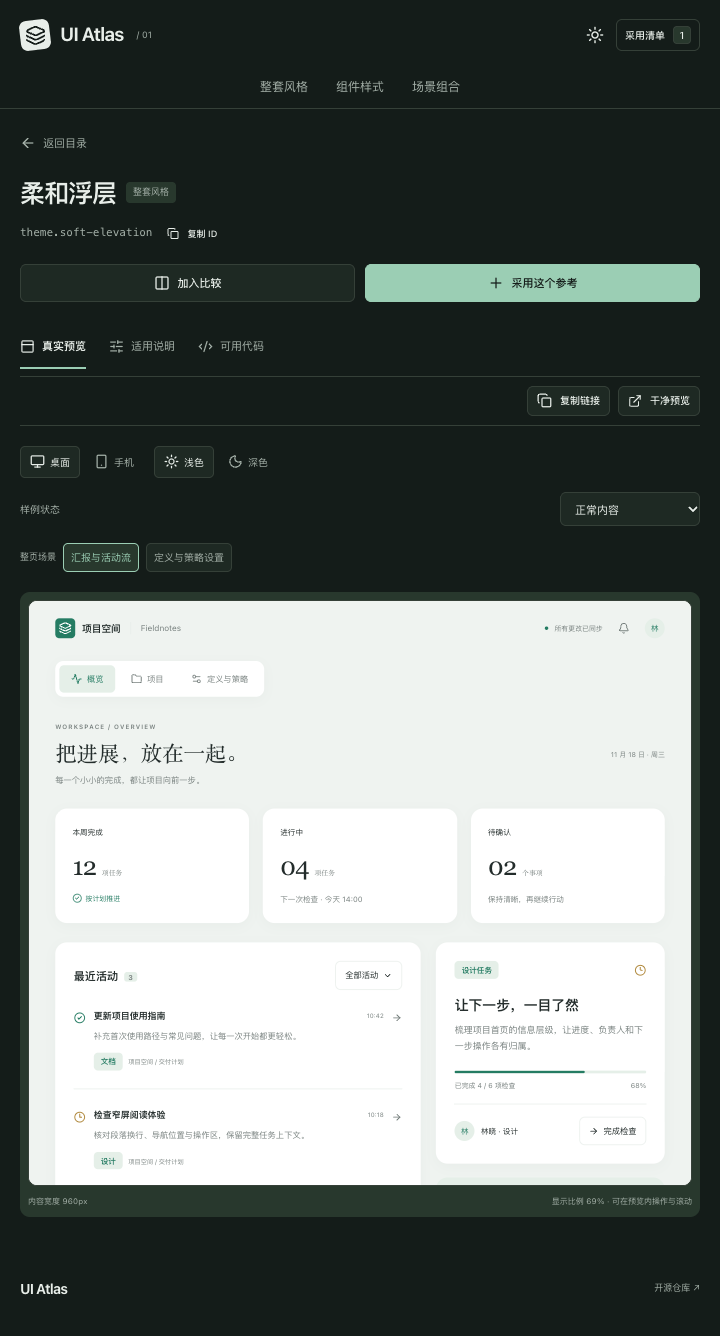 UI Atlas / 01
采用清单 1
整套风格 组件样式 场景组合
返回目录
柔和浮层 整套风格
theme.soft-elevation 复制 ID
加入比较 采用这个参考
真实预览 适用说明 可用代码
复制链接 干净预览
桌面 手机 浅色 深色
样例状态 正常内容
整页场景 汇报与活动流 定义与策略设置
项目空间 Fieldnotes 所有更改已同步 林
概览 项目 定义与策略
WORKSPACE / OVERVIEW
把进展，放在一起。
11 月 18 日 · 周三
每一个小小的完成，都让项目向前一步。
本周完成
12 项任务
按计划推进
进行中
04 项任务
下一次检查 · 今天 14:00
待确认
02 个事项
保持清晰，再继续行动
最近活动 3 全部活动
更新项目使用指南 10:42
补充首次使用路径与常见问题，让每一次开始都更轻松。
文档 项目空间 / 交付计划
检查窄屏阅读体验 10:18
核对段落换行、导航位置与操作区，保留完整任务上下文。
设计 项目空间 / 交付计划
设计任务
让下一步，一目了然
梳理项目首页的信息层级，让进度、负责人和下
一步操作各有归属。
已完成 4 / 6 项检查 68%
林 林晓 · 设计 完成检查
内容宽度 960px 显示比例 69% · 可在预览内操作与滚动
UI Atlas 开源仓库 ↗